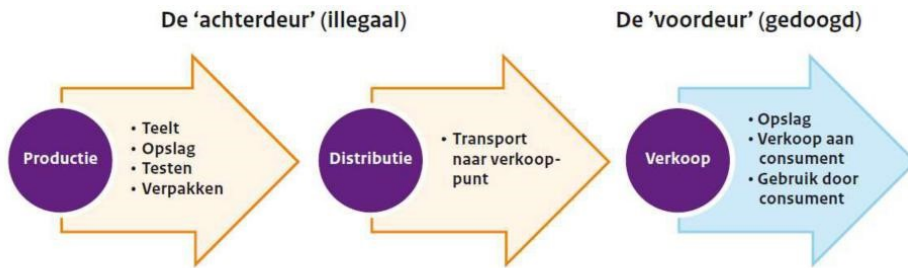 De ‘achterdeur’ (illegaal)
De ’voordeur’ (gedoogd)
Productie
• Teelt
• Opslag
• Testen
• Verpakken
Distributie
• Transport
naar verkoop-
punt
Verkoop
• Opslag
• Verkoop aan
consument
• Gebruik door
consument